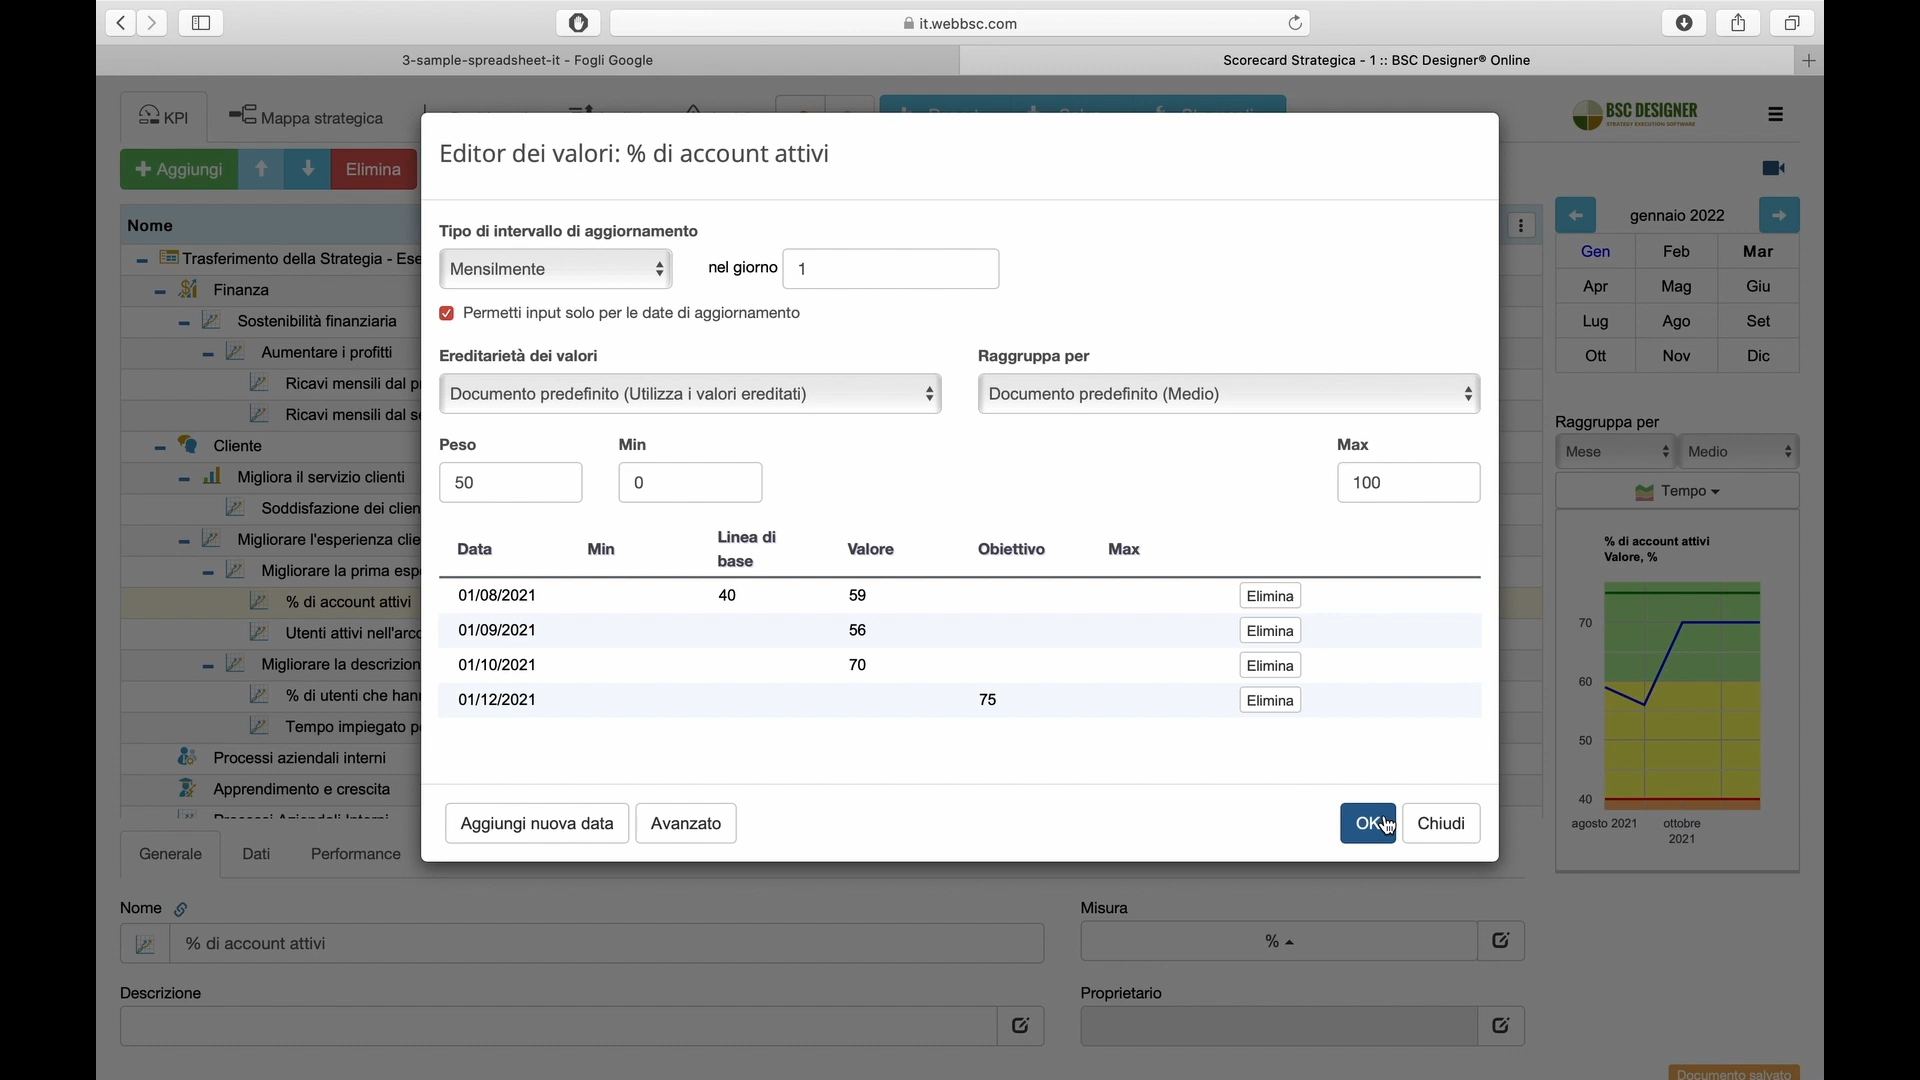 it.webbsc.com
3-sample-spreadsheet-it - Fogli Google
Scorecard Strategica - 1 :: BSC Designer® Online
KPI
Mappa strategica
BSC DESIGNER
STRATEGY EXECUTION SOFTWARE
Aggiungi
Elimina
Nome
Trasferimento della Strategia - Ese
Finanza
Sostenibilità finanziaria
Aumentare i profitti
Ricavi mensili dal p
Ricavi mensili dal s
Cliente
Migliora il servizio clienti
Soddisfazione dei clien
Migliorare l'esperienza clie
Migliorare la prima esp
% di account attivi
Utenti attivi nell'arc
Migliorare la descrizion
% di utenti che han
Tempo impiegato p
Processi aziendali interni
Apprendimento e crescita
Editor dei valori: % di account attivi
Tipo di intervallo di aggiornamento
Mensilmente
nel giorno
1
Permetti input solo per le date di aggiornamento
Ereditarietà dei valori
Raggruppa per
Documento predefinito (Utilizza i valori ereditati)
Documento predefinito (Medio)
Peso
Min
Max
50
0
100
Data
Min
Linea di base
Valore
Obiettivo
Max
01/08/2021 40 59 Elimina
01/09/2021 56 Elimina
01/10/2021 70 Elimina
01/12/2021 75 Elimina
Aggiungi nuova data
Avanzato
OK
Chiudi
gennaio 2022
Gen Feb Mar
Apr Mag Giu
Lug Ago Set
Ott Nov Dic
Raggruppa per
Mese
Medio
Tempo
% di account attivi
Valore, %
70
60
50
40
agosto 2021
ottobre
2021
Generale
Dati
Performance
Nome
% di account attivi
Misura
%
Descrizione
Proprietario
Documento salvato